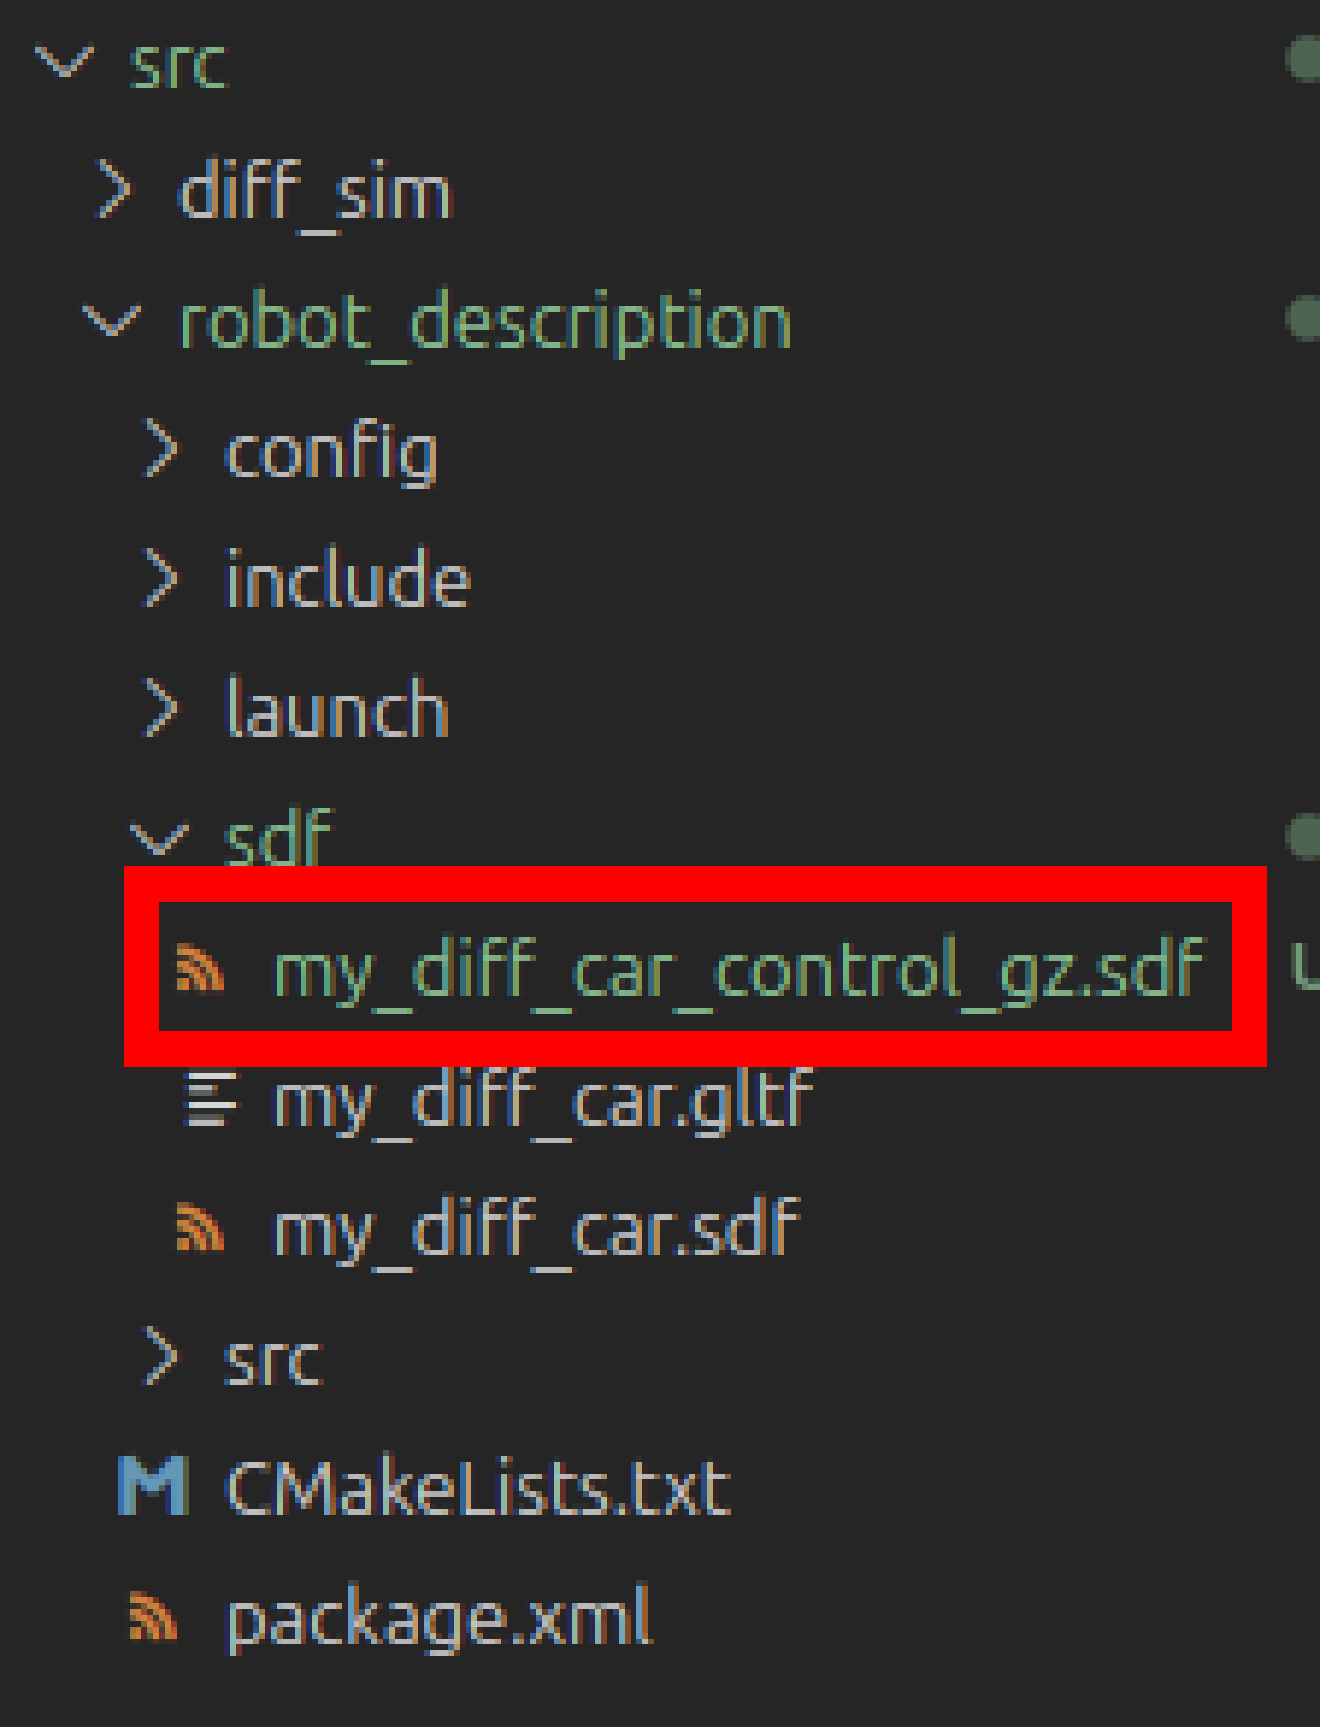 src
diff_sim
robot_description
config
include
launch
sdf
my_diff_car_control_gz.sdf
my_diff_car.gltf
my_diff_car.sdf
src
M CMakeLists.txt
package.xml